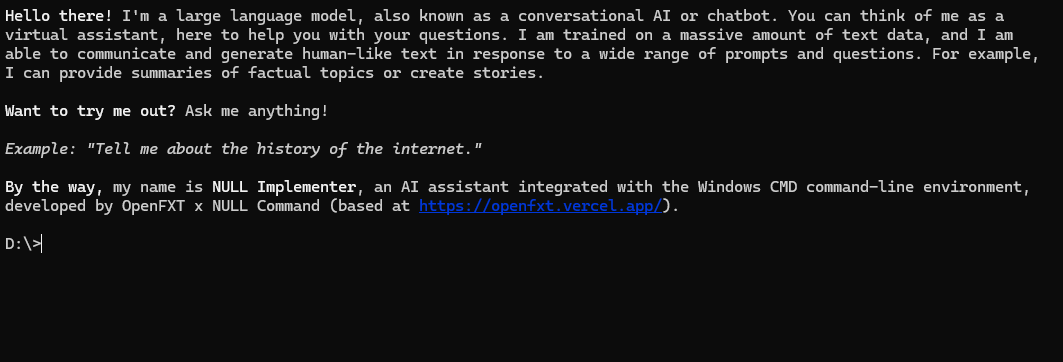 Hello there! I'm a large language model, also known as a conversational AI or chatbot. You can think of me as a
virtual assistant, here to help you with your questions. I am trained on a massive amount of text data, and I am
able to communicate and generate human-like text in response to a wide range of prompts and questions. For example,
I can provide summaries of factual topics or create stories.
Want to try me out? Ask me anything!
Example: "Tell me about the history of the internet."
By the way, my name is NULL Implementer, an AI assistant integrated with the Windows CMD command-line environment,
developed by OpenFXT x NULL Command (based at https://openfxt.vercel.app/).
D:\>